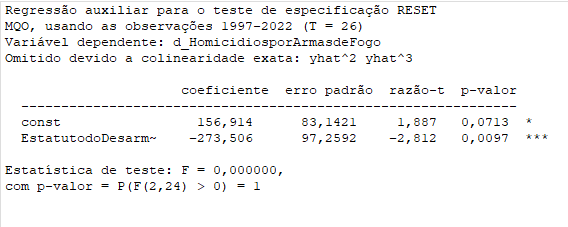 Regressão auxiliar para o teste de especificação RESET
MQO, usando as observações 1997-2022 (T = 26)
Variável dependente: d_HomicidiosporArmasdeFogo
Omitido devido a colinearidade exata: yhat^2 yhat^3
coeficiente erro padrão razão-t p-valor
---------------------------------------------------------------
const 156,914 83,1421 1,887 0,0713 *
EstatutodoDesarm~ -273,506 97,2592 -2,812 0,0097 ***
Estatística de teste: F = 0,000000,
com p-valor = P(F(2,24) > 0) = 1